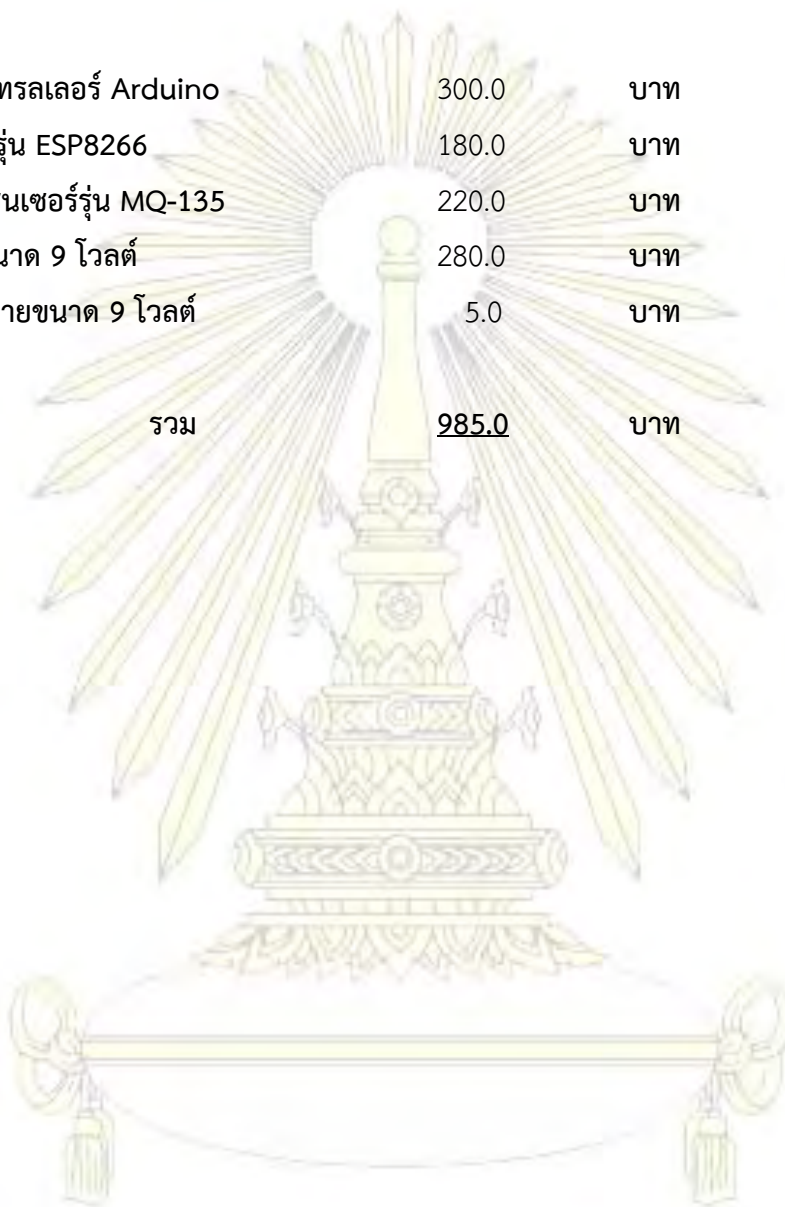 ทรลเลอร์ Arduino 300.0 บาท
รุ่น ESP8266 180.0 บาท
นเซอร์รุ่น MQ-135 220.0 บาท
นาด 9 โวลต์ 280.0 บาท
ายขนาด 9 โวลต์ 5.0 บาท
รวม 985.0 บาท